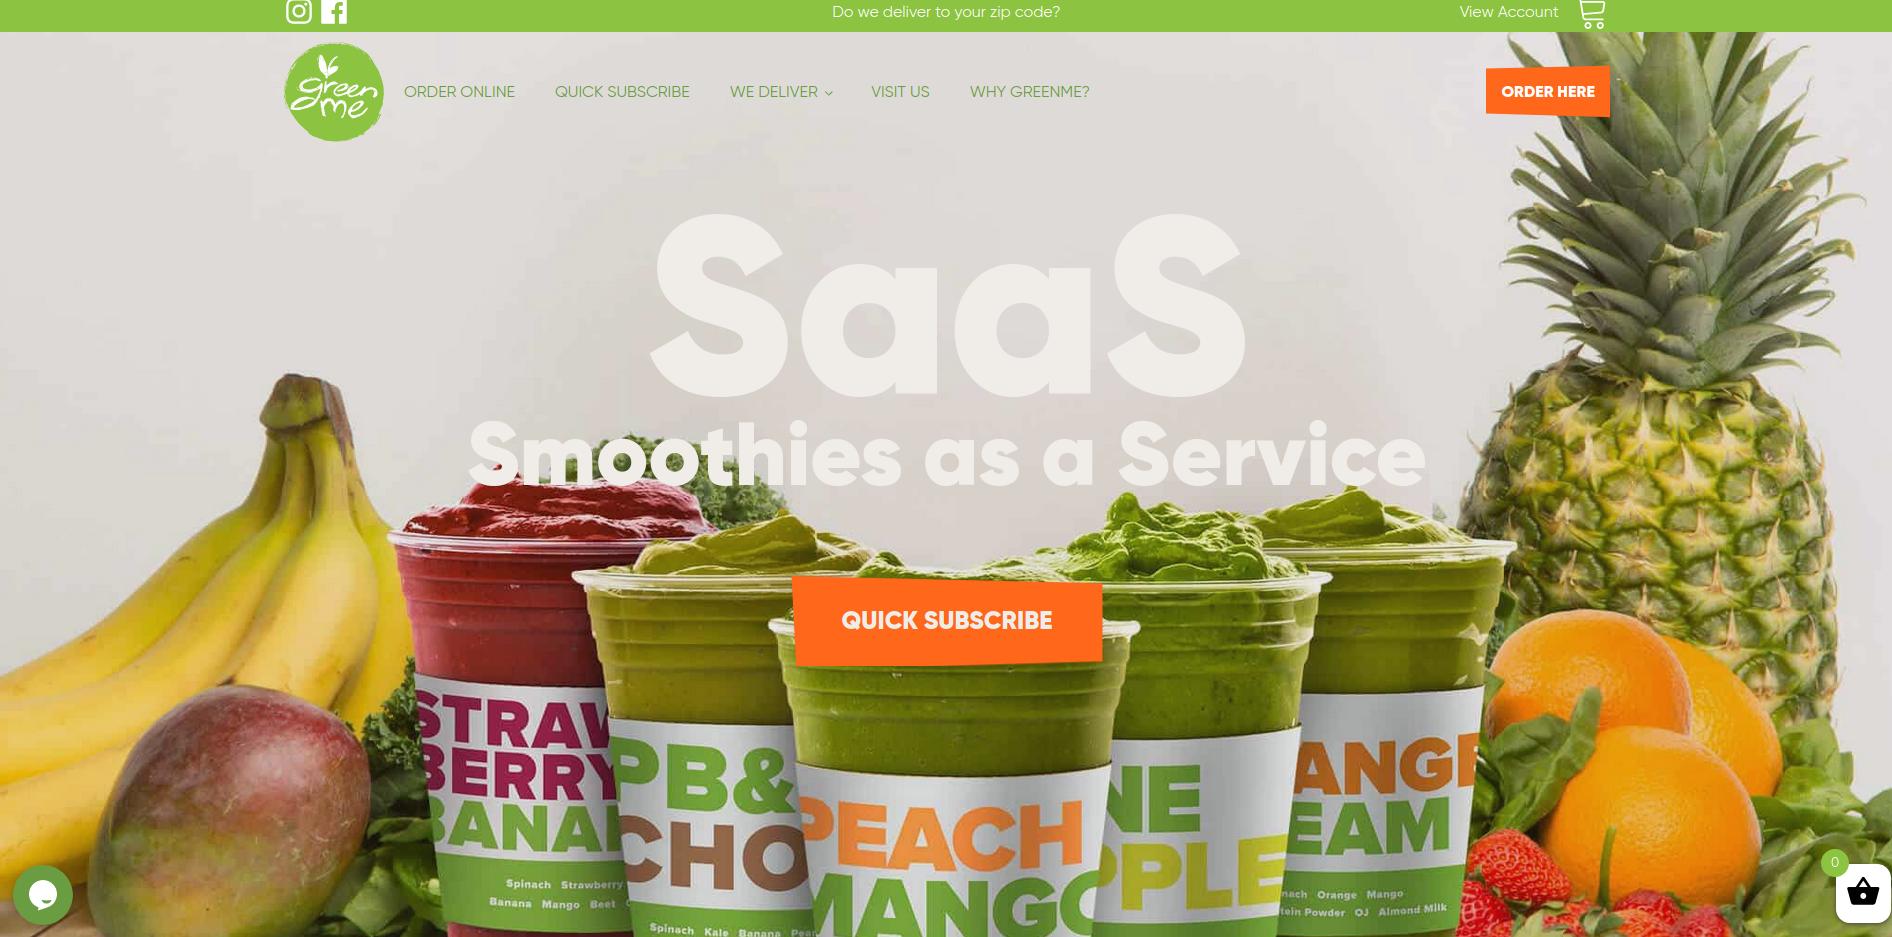 Do we deliver to your zip code?
View Account
green
me
ORDER ONLINE
QUICK SUBSCRIBE
WE DELIVER
VISIT US
WHY GREENME?
ORDER HERE
SaaS
Smoothies as a Service
QUICK SUBSCRIBE
STRAW
BERRY
BANAN
Spinach Strawberry
Banana Mango Beet
PB&
CHO
Spinach Kale Banana Pean
PEACH
MANGO
NE
PPLE
ANGE
EAM
nach Orange Mango
tein Powder OJ Almond Milk
0